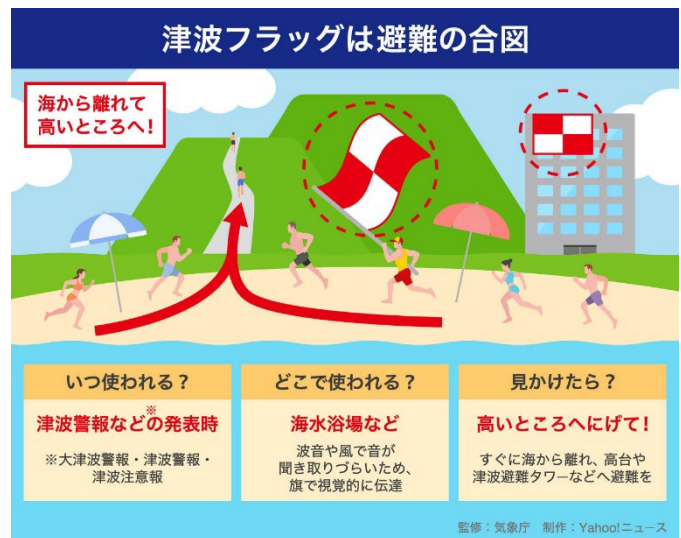 津波フラッグは避難の合図
海から離れて
高いところへ！
いつ使われる？
津波警報など※の発表時
※大津波警報・津波警報・
津波注意報
どこで使われる？
海水浴場など
波音や風で音が
聞き取りづらいため、
旗で視覚的に伝達
見かけたら？
高いところへにげて！
すぐに海から離れ、高台や
津波避難タワーなどへ避難を
監修：気象庁　制作：Yahoo!ニュース